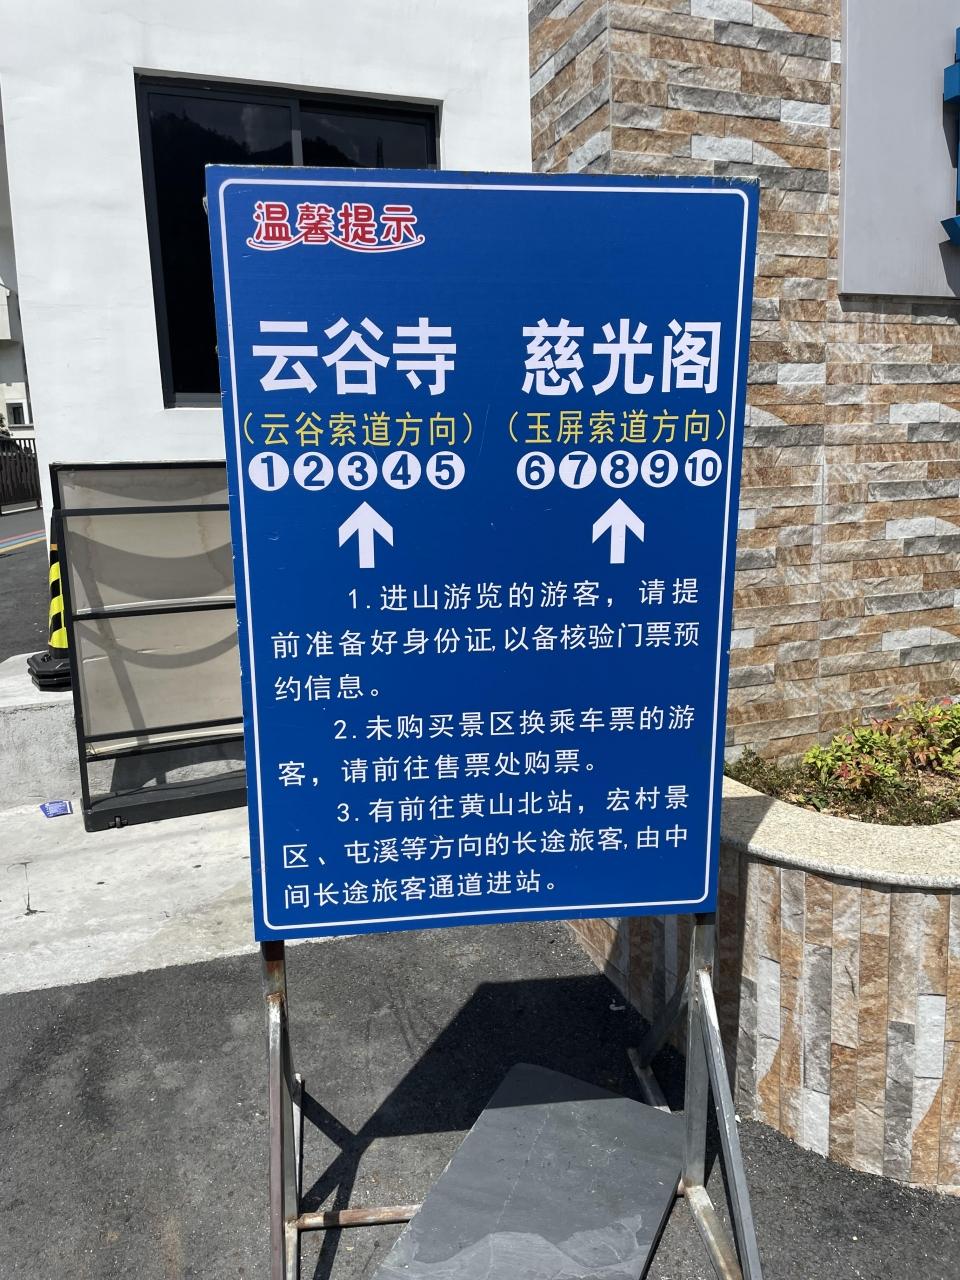 温馨提示
云谷寺 慈光阁
（云谷索道方向） （玉屏索道方向）
①②③④⑤ ⑥⑦⑧⑨⑩
1.进山游览的游客，请提
前准备好身份证,以备核验门票预
约信息。
2.未购买景区换乘车票的游
客，请前往售票处购票。
3.有前往黄山北站，宏村景
区、屯溪等方向的长途旅客,由中
间长途旅客通道进站。